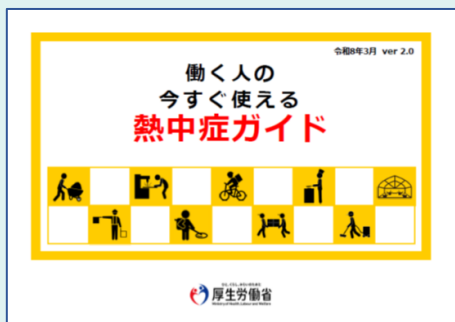 令和8年3月 ver 2.0
働く人の
今すぐ使える
熱中症ガイド
厚生労働省